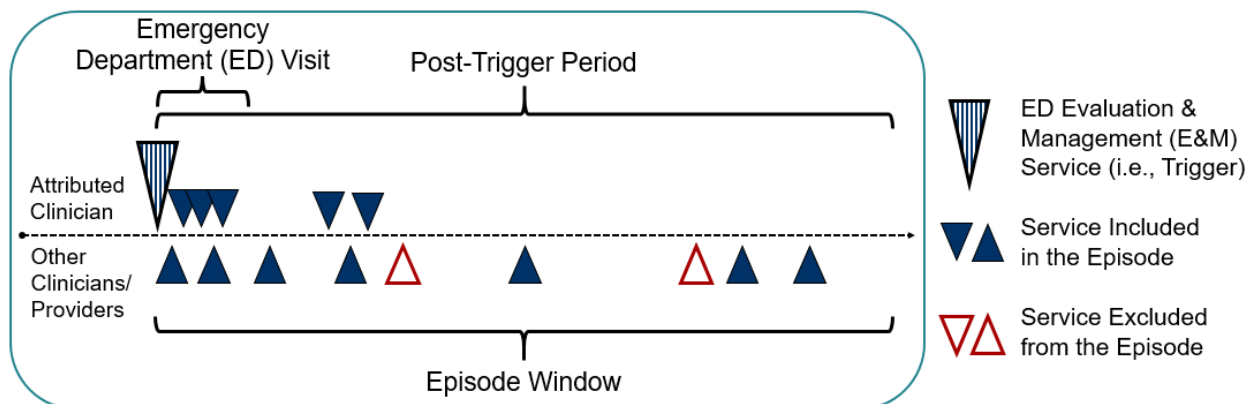 Emergency
Department (ED) Visit
Post-Trigger Period
Attributed
Clinician
Other
Clinicians/
Providers
Episode Window
ED Evaluation &
Management (E&M)
Service (i.e., Trigger)
Service Included
in the Episode
Service Excluded
from the Episode